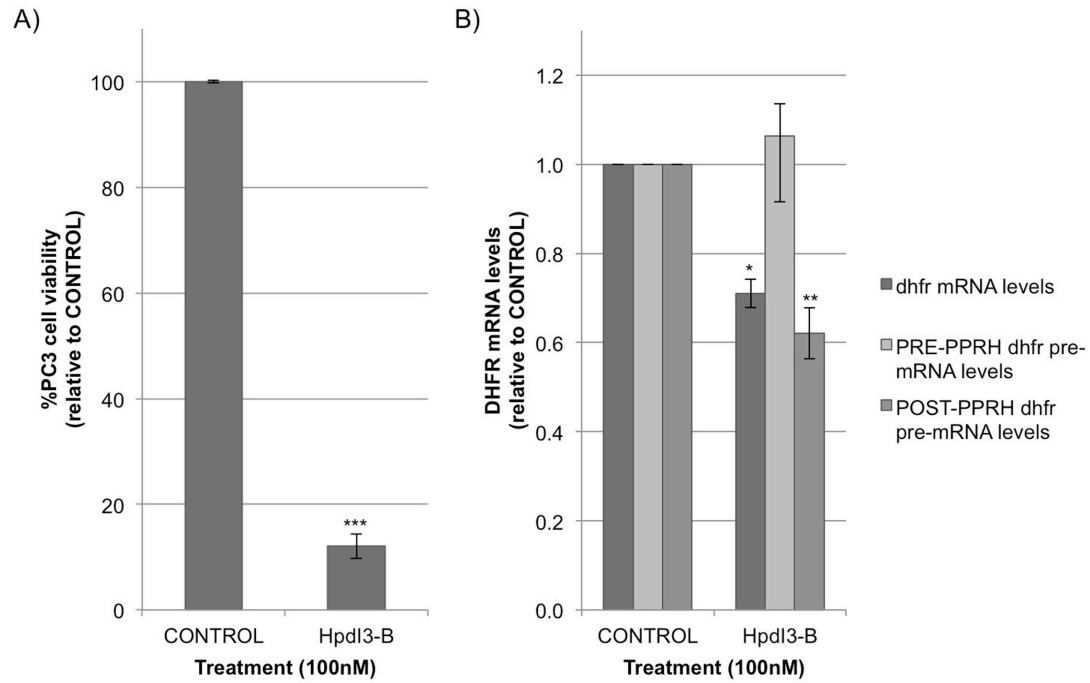 A)
%PC3 cell viability
(relative to CONTROL)
100
80
60
40
20
0
***
CONTROL
HpdI3-B
Treatment (100nM)
B)
DHFR mRNA levels
(relative to CONTROL)
1.2
1.0
0.8
0.6
0.4
0.2
0.0
*
**
CONTROL
HpdI3-B
Treatment (100nM)
dhfr mRNA levels
PRE-PPRH dhfr pre-
mRNA levels
POST-PPRH dhfr
pre-mRNA levels